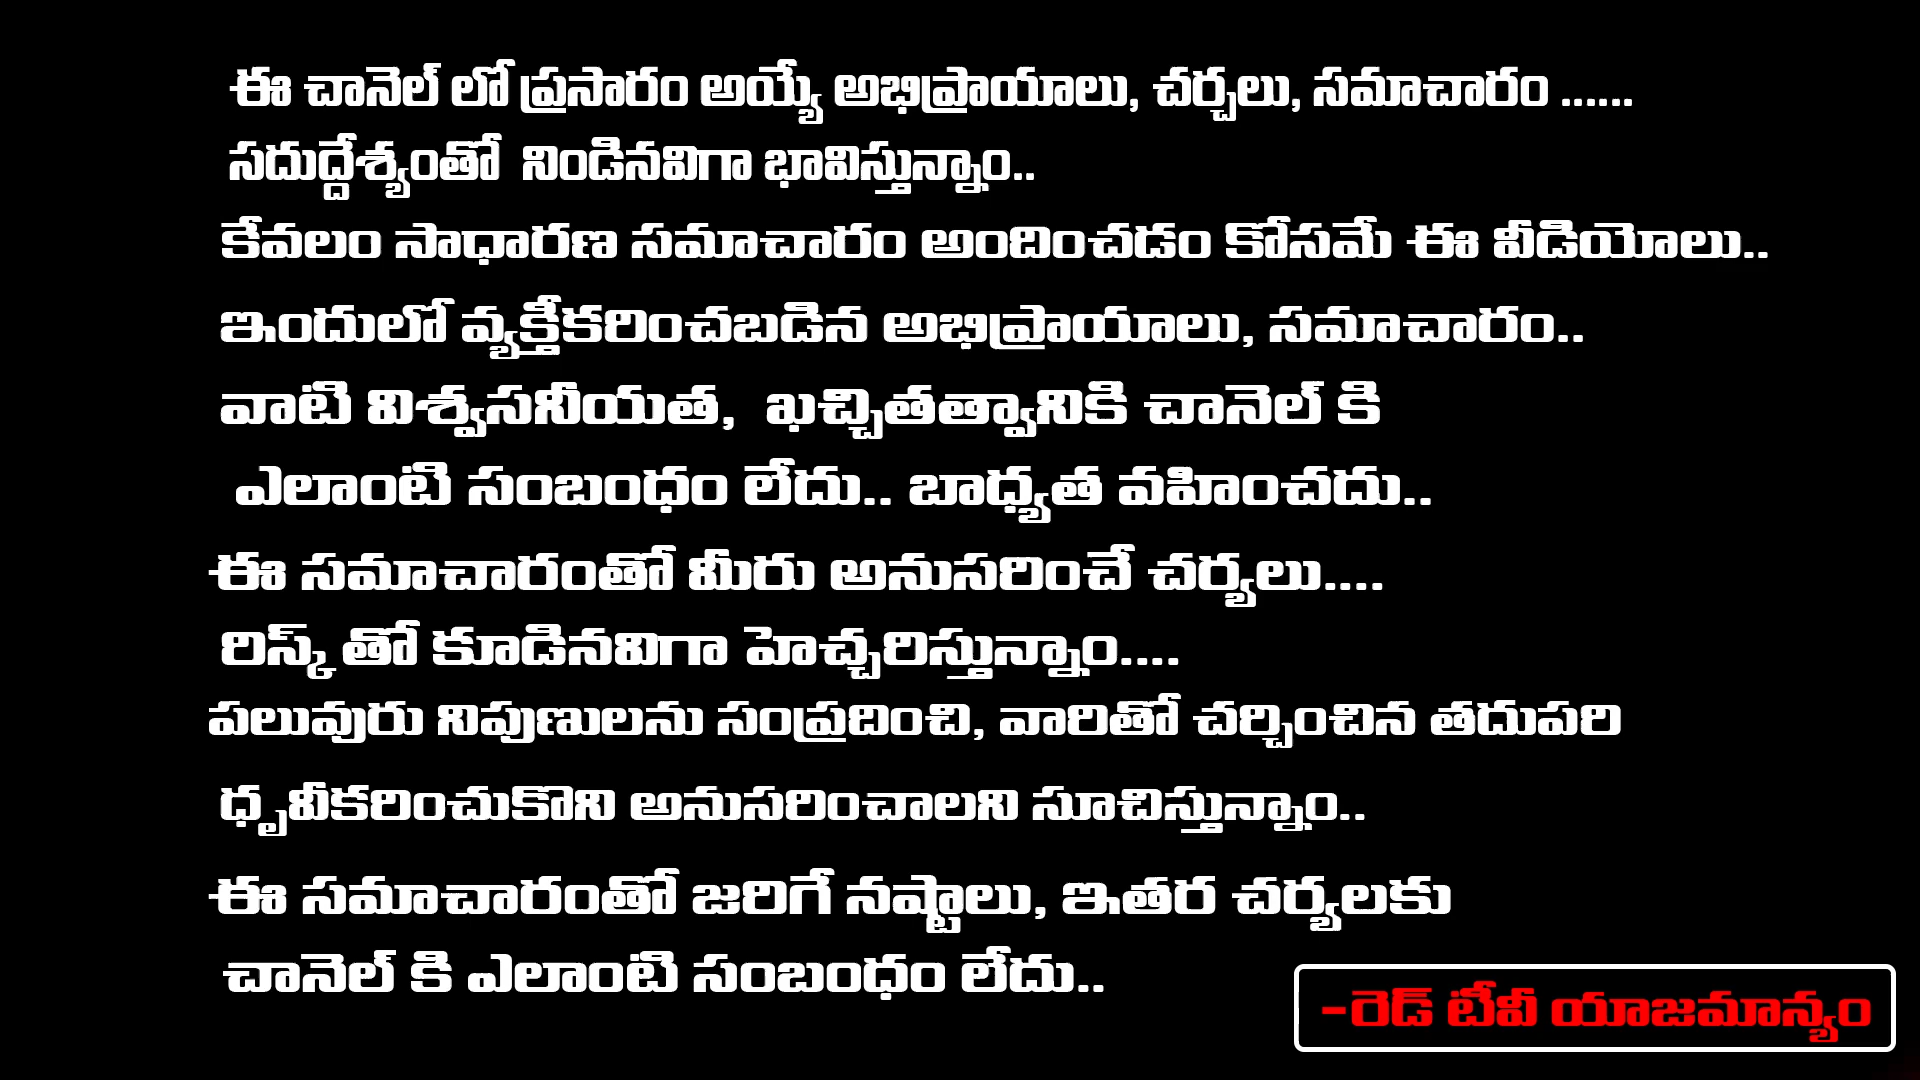 ఈ చానెల్ లో ప్రసారం అయ్యే అభిప్రాయాలు, చర్చలు, సమాచారం ......
సదుద్దేశ్యంతో నిండినవిగా భావిస్తున్నాం..
కేవలం సాధారణ సమాచారం అందించడం కోసమే ఈ వీడియోలు..
ఇందులో వ్యక్తీకరించబడిన అభిప్రాయాలు, సమాచారం..
వాటి విశ్వసనీయత, ఖచ్చితత్వానికి చానెల్ కి
ఎలాంటి సంబంధం లేదు.. బాధ్యత వహించదు..
ఈ సమాచారంతో మీరు అనుసరించే చర్యలు....
రిస్క్ తో కూడినవిగా హెచ్చరిస్తున్నాం....
పలువురు నిపుణులను సంప్రదించి, వారితో చర్చించిన తదుపరి
ధృవీకరించుకొని అనుసరించాలని సూచిస్తున్నాం..
ఈ సమాచారంతో జరిగే నష్టాలు, ఇతర చర్యలకు
చానెల్ కి ఎలాంటి సంబంధం లేదు..
-రెడ్ టీవీ యాజమాన్యం